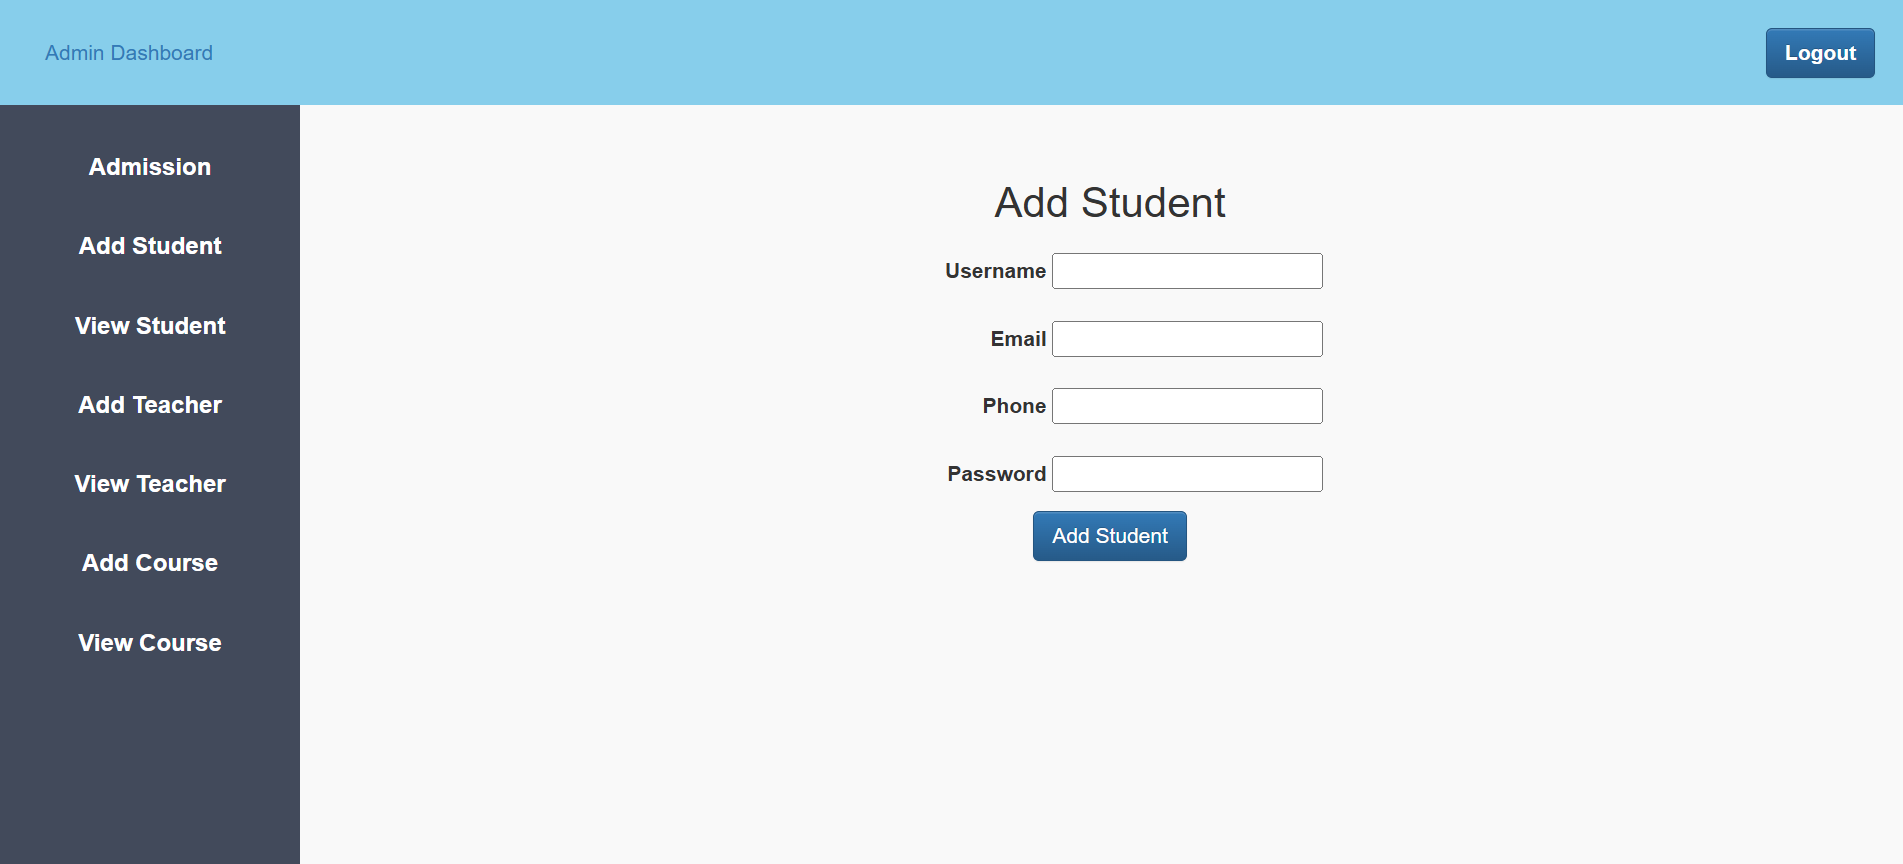 Admin Dashboard
Logout
Admission
Add Student
View Student
Add Teacher
View Teacher
Add Course
View Course
Add Student
Username
Email
Phone
Password
Add Student